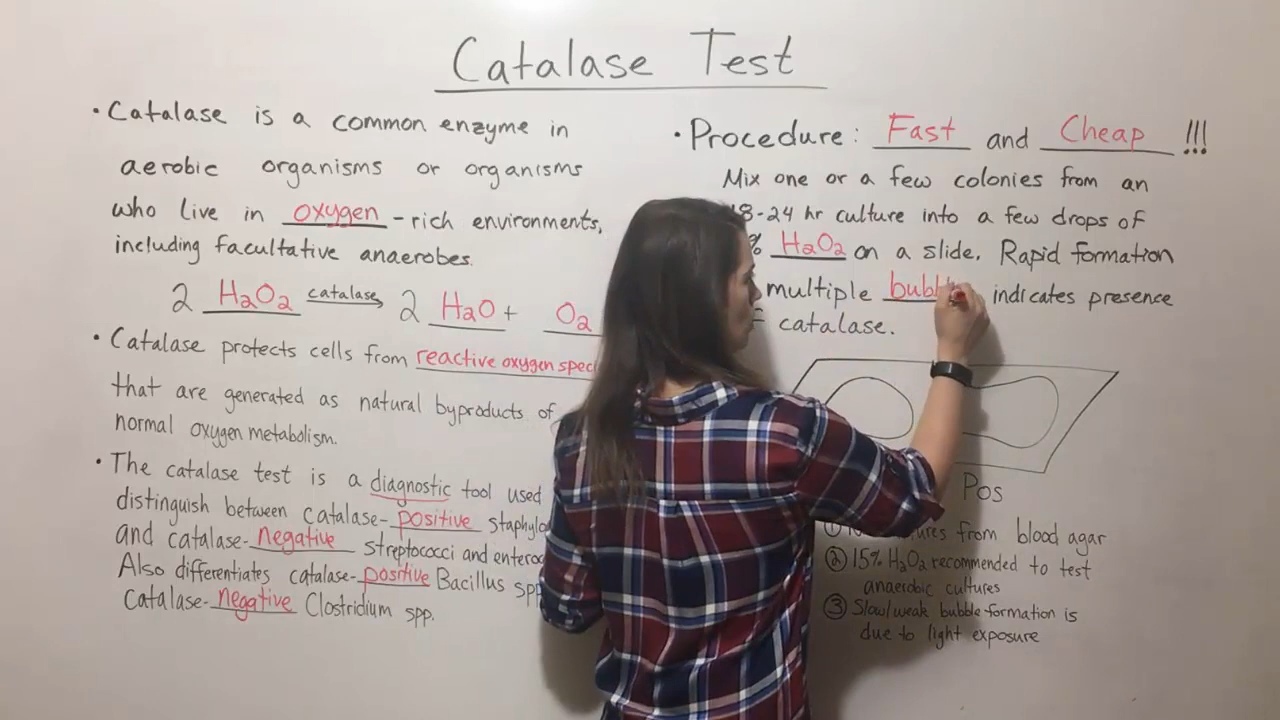 Catalase Test
· Catalase is a common enzyme in
aerobic organisms or organisms
who live in oxygen -rich environments,
including facultative anaerobes.
2 H2O2 catalase 2 H2O + O2
· Catalase protects cells from reactive oxygen
that are generated as natural byproducts of
normal oxygen metabolism.
· The catalase test is a diagnostic tool used
distinguish between catalase-positive
and catalase-negative streptococci and
Also differentiates catalase-positive Bacillus spp
catalase-negative Clostridium spp.
· Procedure: Fast and Cheap !!!
Mix one or a few colonies from an
18-24 hr culture into a few drops of
% H2O2 on a slide. Rapid formation
multiple indicates presence
catalase.
Pos
① from blood agar
② 15% H2O2 recommended to test
anaerobic cultures
③ Slow/weak bubble formation is
due to light exposure